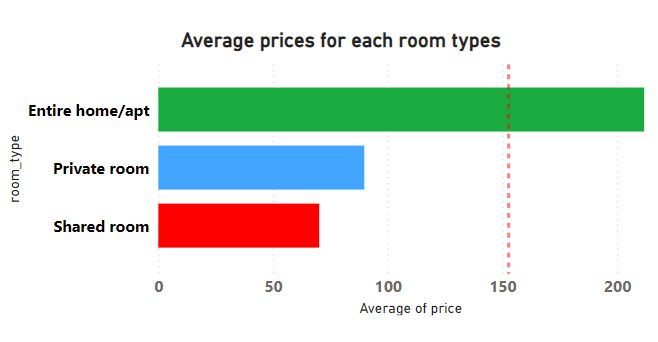 Average prices for each room types
room_type
Entire home/apt
Private room
Shared room
0 50 100 150 200
Average of price